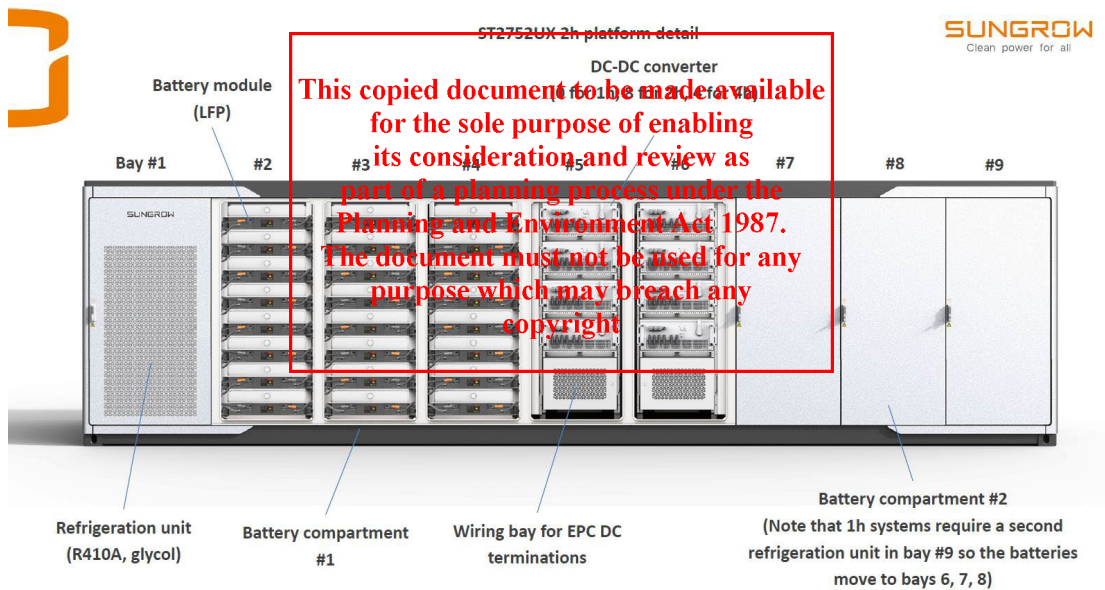 ST2752UX 2h platform detail
SUNGROW
Clean power for all
DC-DC converter
Battery module
(LFP)
This copied document to be made available
for the sole purpose of enabling
its consideration and review as
part of a planning process under the
Planning and Environment Act 1987.
The document must not be used for any
purpose which may breach any
copyright
Bay #1 #2 #3 #4 #5 #6 #7 #8 #9
SUNGROW
Refrigeration unit
(R410A, glycol)
Battery compartment
#1
Wiring bay for EPC DC
terminations
Battery compartment #2
(Note that 1h systems require a second
refrigeration unit in bay #9 so the batteries
move to bays 6, 7, 8)